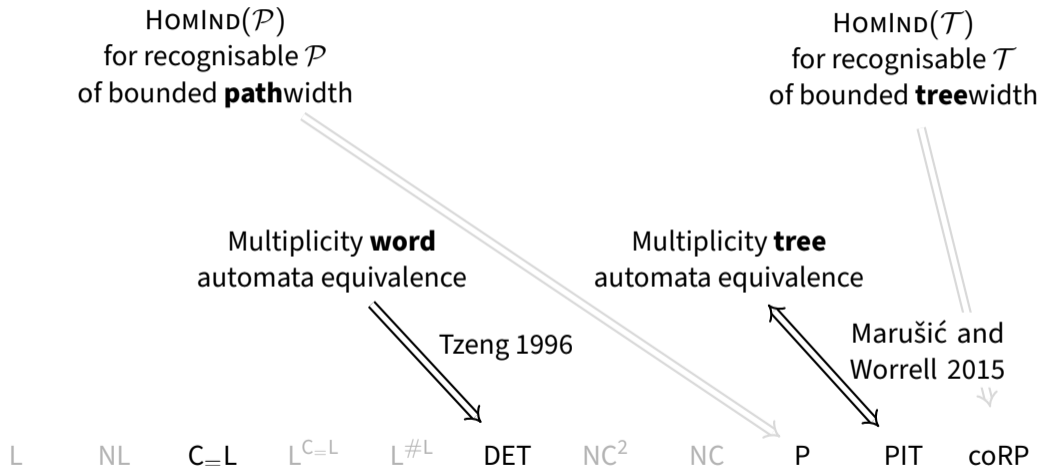 HOMIND(𝒫)
for recognisable 𝒫
of bounded pathwidth
HOMIND(𝒯)
for recognisable 𝒯
of bounded treewidth
Multiplicity word
automata equivalence
Multiplicity tree
automata equivalence
Tzeng 1996
Marušić and
Worrell 2015
L NL C₌L L^{C₌L} L^{#L} DET NC² NC P PIT coRP